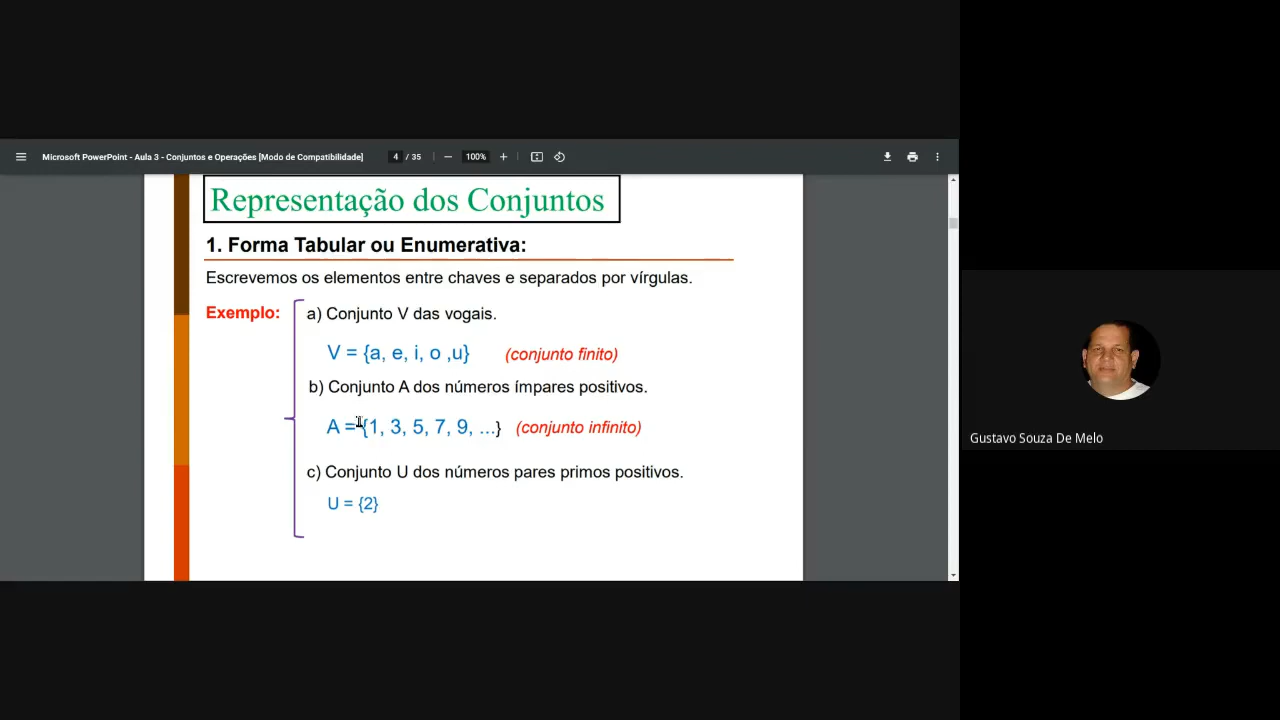 Microsoft PowerPoint - Aula 3 - Conjuntos e Operações [Modo de Compatibilidade] 4 / 35 100%
Representação dos Conjuntos
1. Forma Tabular ou Enumerativa:
Escrevemos os elementos entre chaves e separados por vírgulas.
Exemplo: a) Conjunto V das vogais.
V = {a, e, i, o ,u} (conjunto finito)
b) Conjunto A dos números ímpares positivos.
A = {1, 3, 5, 7, 9, ...} (conjunto infinito)
c) Conjunto U dos números pares primos positivos.
U = {2}
Gustavo Souza De Melo